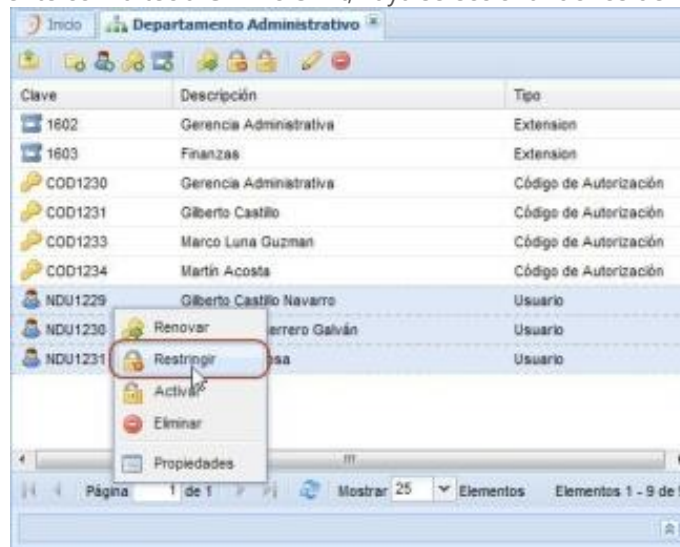 Inicio Departamento Administrativo
Clave Descripción Tipo
1602 Gerencia Administrativa Extension
1603 Finanzas Extension
COD1230 Gerencia Administrativa Código de Autorización
COD1231 Gilberto Castillo Código de Autorización
COD1233 Marco Luna Guzman Código de Autorización
COD1234 Martín Acosta Código de Autorización
NDU1229 Gilberto Castillo Navarro Usuario
NDU1230 errero Galván Usuario
NDU1231 sa Usuario
Renovar
Restringir
Activar
Eliminar
Propiedades
Página 1 de 1 Mostrar 25 Elementos Elementos 1 - 9 de